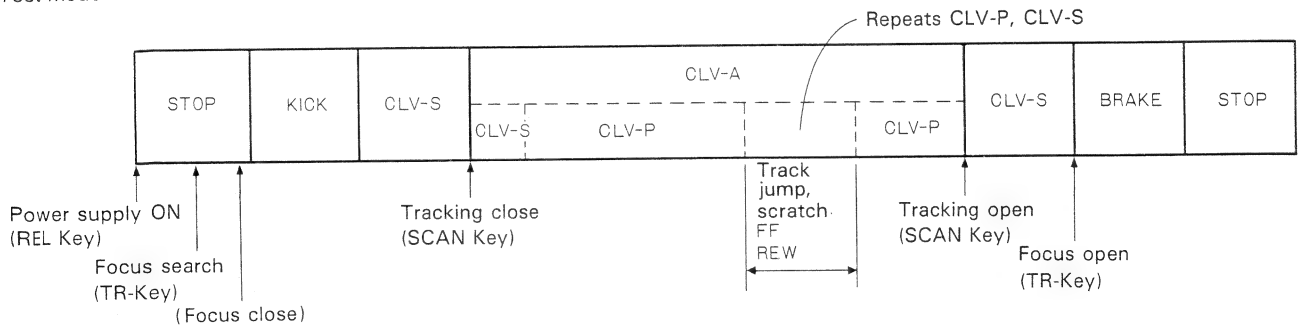 Repeats CLV-P, CLV-S
STOP
KICK
CLV-S
CLV-A
CLV-S
CLV-P
CLV-P
CLV-S
BRAKE
STOP
Power supply ON
(REL Key)
Focus search
(TR-Key)
(Focus close)
Tracking close
(SCAN Key)
Track
jump,
scratch
FF
REW
Tracking open
(SCAN Key)
Focus open
(TR-Key)